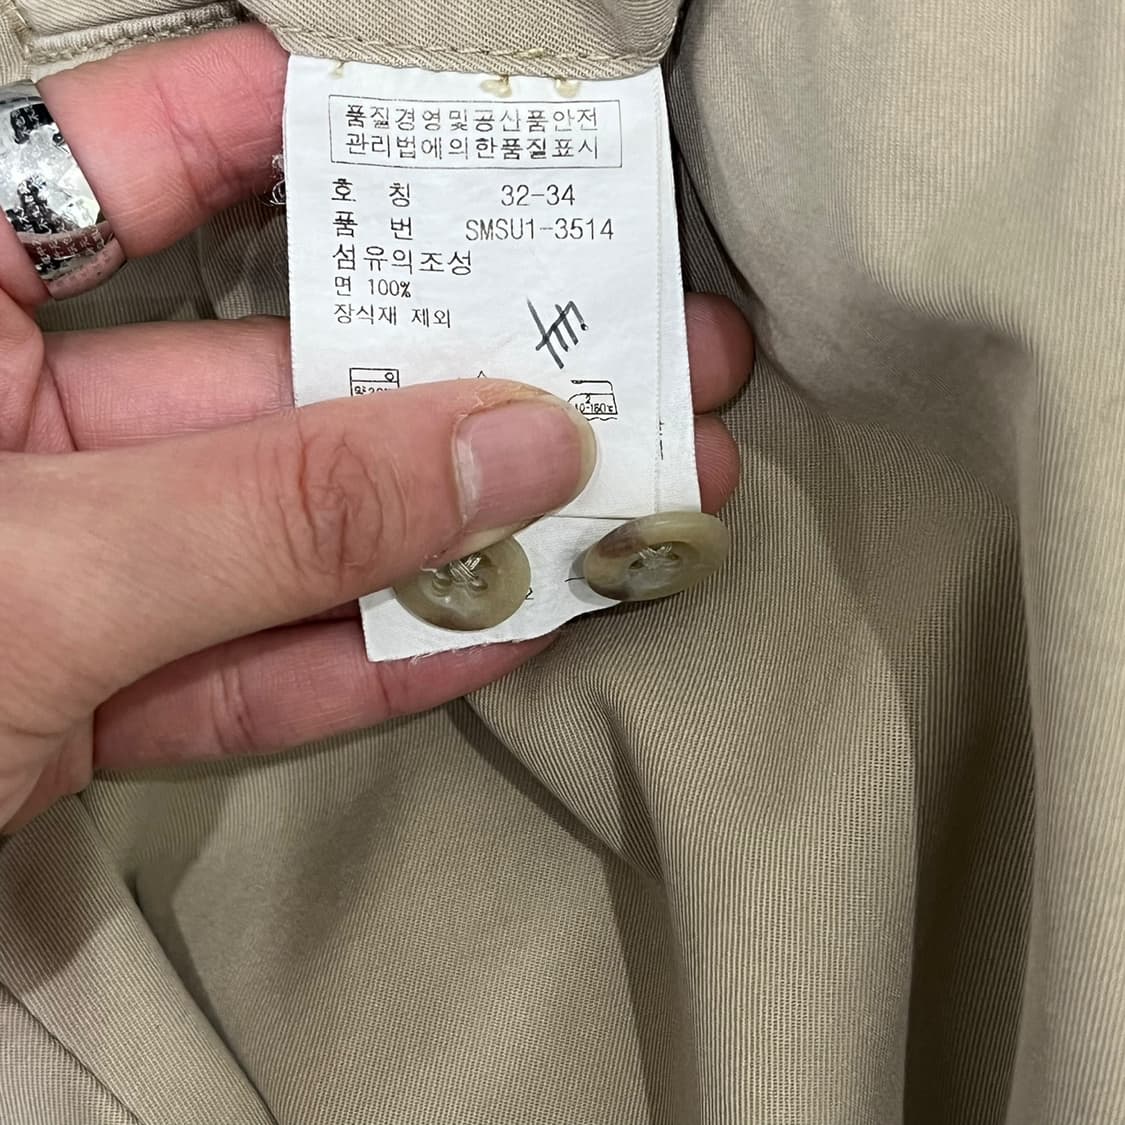 품질경영및공산품안전
관리법에의한품질표시
호 칭 32-34
품 번 SMSU1-3514
섬유의조성
면 100%
장식재 제외
2